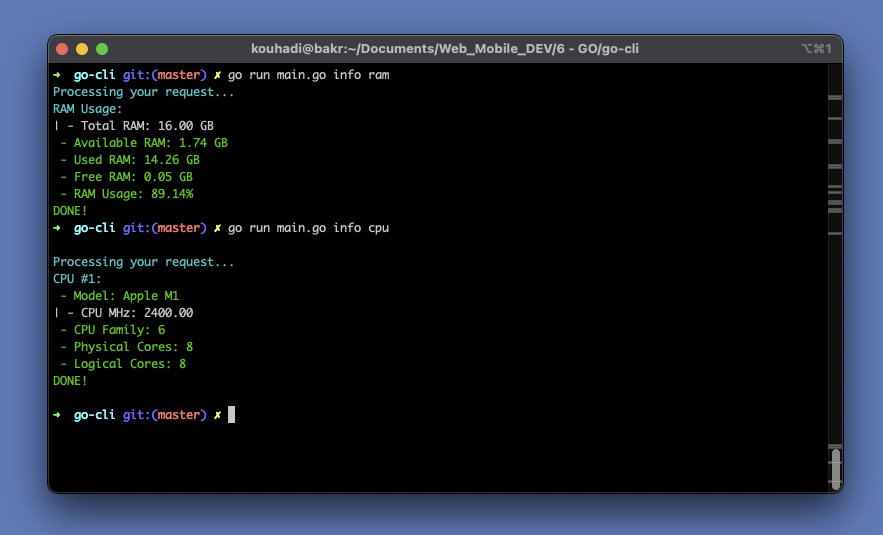 kouhadi@bakr:~/Documents/Web_Mobile_DEV/6 - GO/go-cli ⌥⌘1
➜ go-cli git:(master) ✗ go run main.go info ram
Processing your request...
RAM Usage:
| - Total RAM: 16.00 GB
- Available RAM: 1.74 GB
- Used RAM: 14.26 GB
- Free RAM: 0.05 GB
- RAM Usage: 89.14%
DONE!
➜ go-cli git:(master) ✗ go run main.go info cpu
Processing your request...
CPU #1:
- Model: Apple M1
| - CPU MHz: 2400.00
- CPU Family: 6
- Physical Cores: 8
- Logical Cores: 8
DONE!
➜ go-cli git:(master) ✗